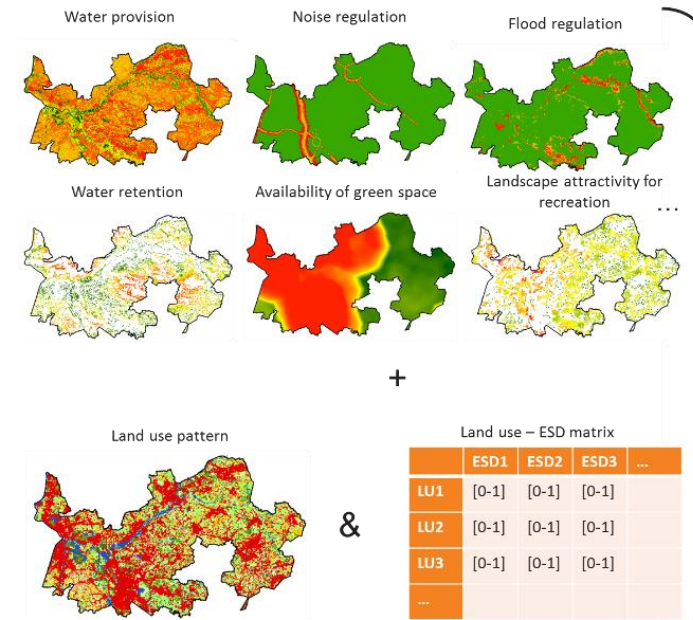 Water provision
Noise regulation
Flood regulation
Water retention
Availability of green space
Landscape attractivity for
recreation
...
+
Land use pattern
&
Land use – ESD matrix
ESD1 ESD2 ESD3 ...
LU1 [0-1] [0-1] [0-1]
LU2 [0-1] [0-1] [0-1]
LU3 [0-1] [0-1] [0-1]
...